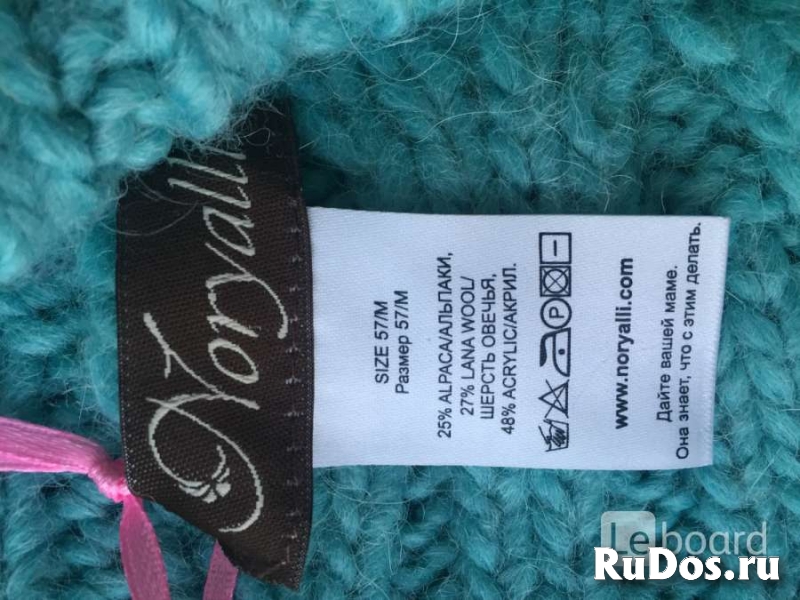 Noryalli
SIZE 57/M
Размер 57/М
25% ALPACA/АЛЬПАКИ,
27% LANA WOOL/
ШЕРСТЬ ОВЕЧЬЯ,
48% ACRYLIC/АКРИЛ.
P
www.noryalli.com
Дайте вашей маме.
Она знает, что с этим делать.
Leboard
RuDos.ru